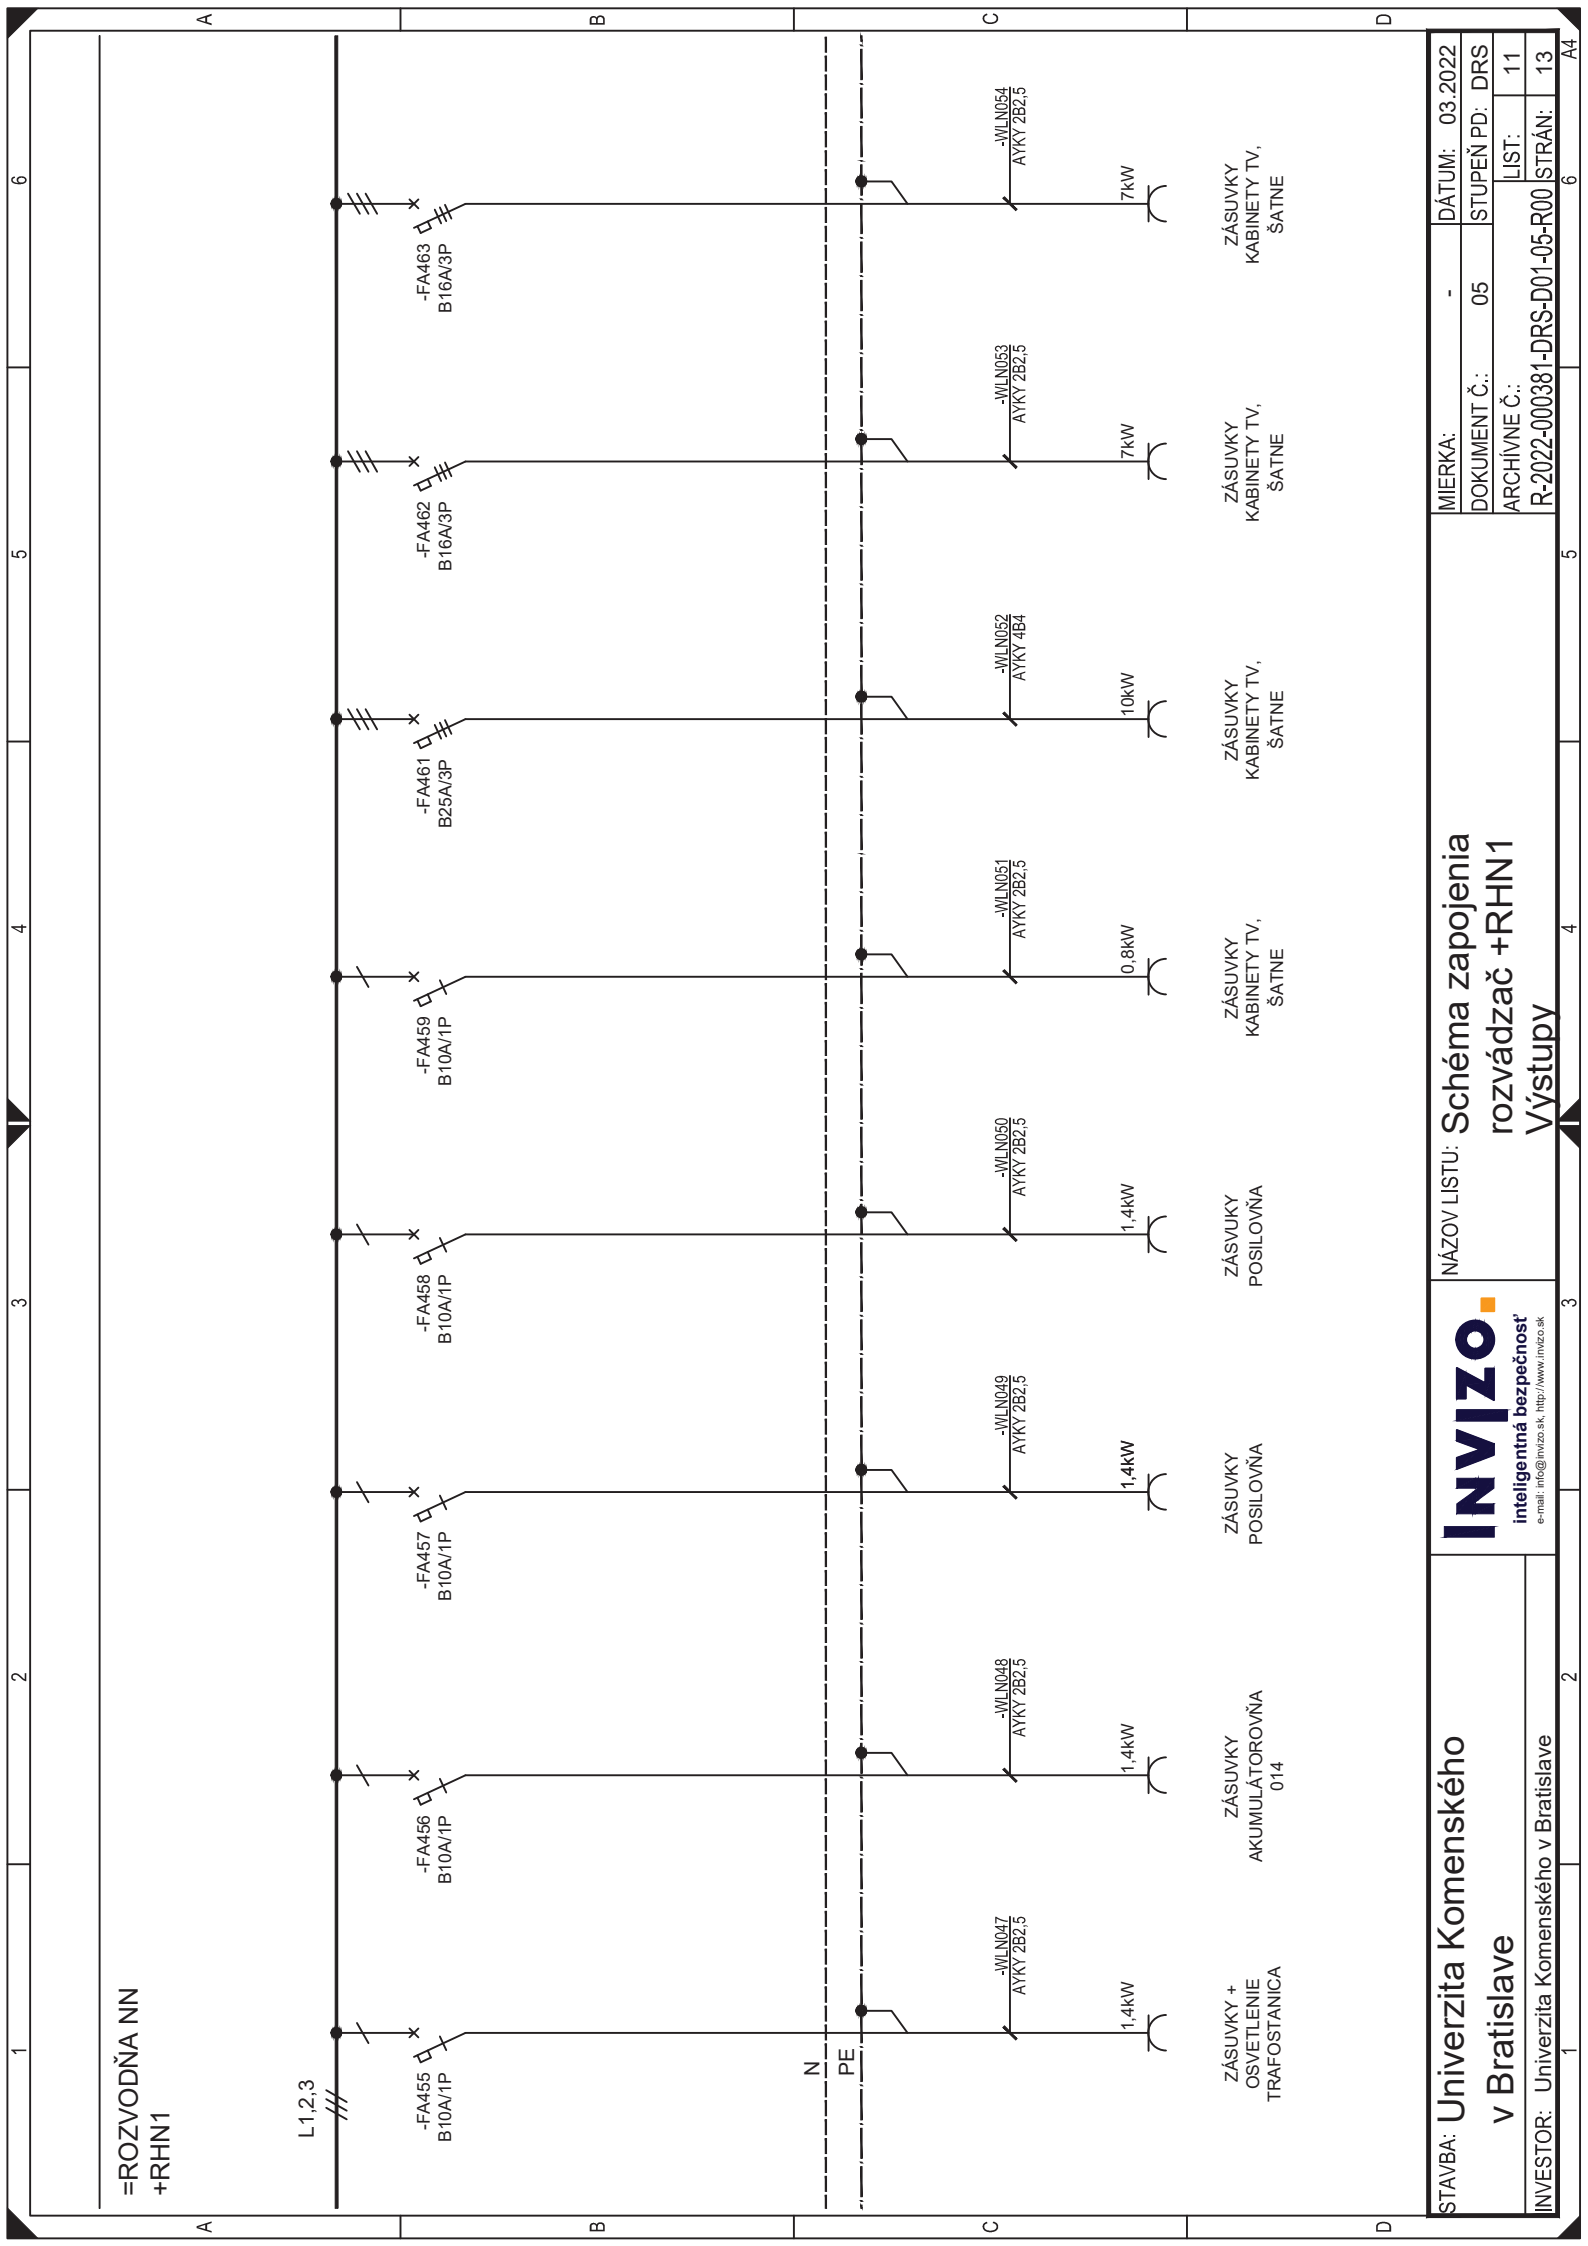 1 2 3 4 5 6
A
B
C
D
=ROZVODŇA NN
+RHN1
L1,2,3
-FA455
B10A/1P
-FA456
B10A/1P
-FA457
B10A/1P
-FA458
B10A/1P
-FA459
B10A/1P
-FA461
B25A/3P
-FA462
B16A/3P
-FA463
B16A/3P
N
PE
-WLN047
AYKY 2B2,5
-WLN048
AYKY 2B2,5
-WLN049
AYKY 2B2,5
-WLN050
AYKY 2B2,5
-WLN051
AYKY 2B2,5
-WLN052
AYKY 4B4
-WLN053
AYKY 2B2,5
-WLN054
AYKY 2B2,5
1,4kW
1,4kW
1,4kW
1,4kW
0,8kW
10kW
7kW
7kW
ZÁSUVKY +
OSVETLENIE
TRAFOSTANICA
ZÁSUVKY
AKUMULÁTOROVŇA
014
ZÁSUVKY
POSILOVŇA
ZÁSVUKY
POSILOVŇA
ZÁSUVKY
KABINETY TV,
ŠATNE
ZÁSUVKY
KABINETY TV,
ŠATNE
ZÁSUVKY
KABINETY TV,
ŠATNE
ZÁSUVKY
KABINETY TV,
ŠATNE
A
B
C
D
STAVBA: Univerzita Komenského
v Bratislave
INVESTOR: Univerzita Komenského v Bratislave
INVIZO.
inteligentná bezpečnosť
e-mail: info@invizo.sk, http://www.invizo.sk
NÁZOV LISTU: Schéma zapojenia
rozvádzač +RHN1
Výstupy
MIERKA: -
DÁTUM: 03.2022
DOKUMENT Č.: 05
STUPEŇ PD: DRS
ARCHÍVNE Č.:
R-2022-000381-DRS-D01-05-R00
LIST: 11
STRÁN: 13
1 2 3 4 5 6
A4